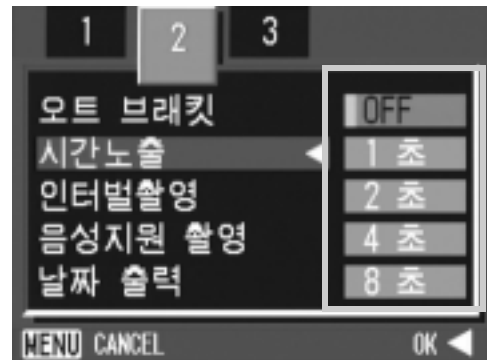 1 2 3
오트 브래킷 OFF
시간노출 1 초
인터벌촬영 2 초
음성지원 촬영 4 초
날짜 출력 8 초
MENU CANCEL OK